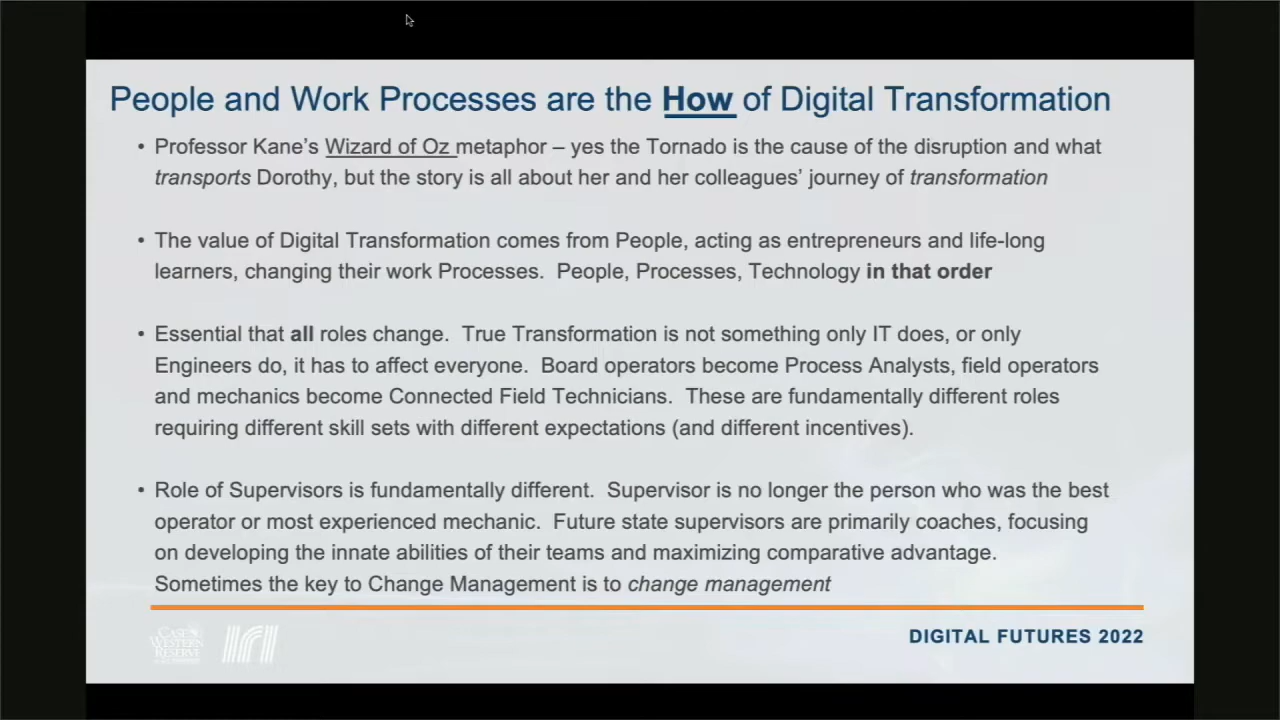 People and Work Processes are the How of Digital Transformation
• Professor Kane's Wizard of Oz metaphor – yes the Tornado is the cause of the disruption and what
transports Dorothy, but the story is all about her and her colleagues' journey of transformation
• The value of Digital Transformation comes from People, acting as entrepreneurs and life-long
learners, changing their work Processes. People, Processes, Technology in that order
• Essential that all roles change. True Transformation is not something only IT does, or only
Engineers do, it has to affect everyone. Board operators become Process Analysts, field operators
and mechanics become Connected Field Technicians. These are fundamentally different roles
requiring different skill sets with different expectations (and different incentives).
• Role of Supervisors is fundamentally different. Supervisor is no longer the person who was the best
operator or most experienced mechanic. Future state supervisors are primarily coaches, focusing
on developing the innate abilities of their teams and maximizing comparative advantage.
Sometimes the key to Change Management is to change management
CASE
WESTERN
RESERVE
DIGITAL FUTURES 2022